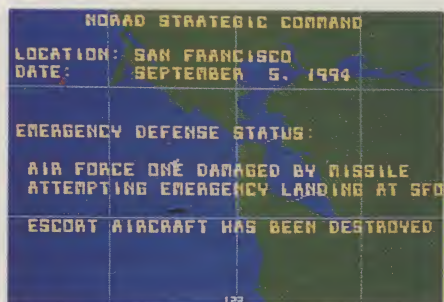 NORAD STRATEGIC COMMAND
LOCATION: SAN FRANCISCO
DATE: SEPTEMBER 5, 1994
EMERGENCY DEFENSE STATUS:
AIR FORCE ONE DAMAGED BY MISSILE
ATTEMPTING EMERGENCY LANDING AT SFO
ESCORT AIRCRAFT HAS BEEN DESTROYED
122